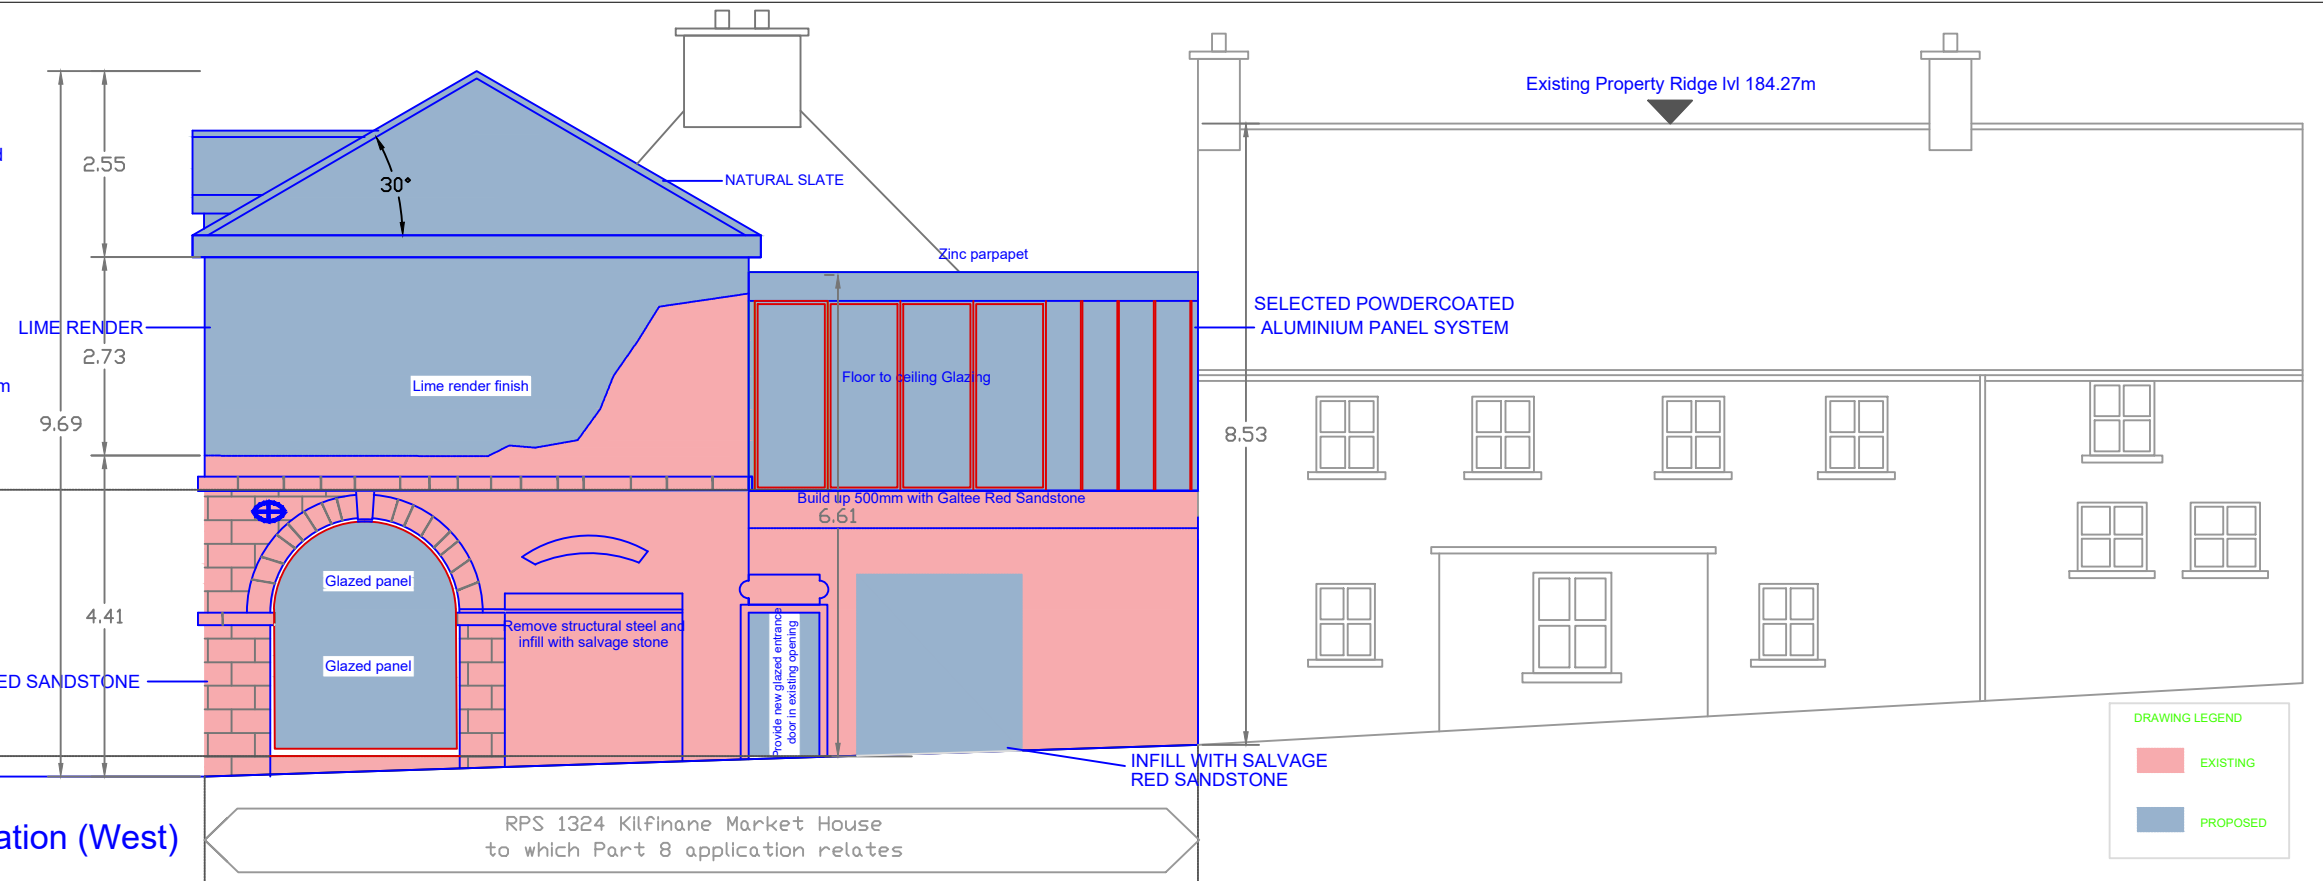 Existing Property Ridge lvl 184.27m
2.55
30°
NATURAL SLATE
Zinc parpapet
SELECTED POWDERCOATED
ALUMINIUM PANEL SYSTEM
LIME RENDER
2.73
Lime render finish
Floor to ceiling Glazing
m
9.69
8.53
Build up 500mm with Galtee Red Sandstone
6.61
Glazed panel
4.41
Remove structural steel and
infill with salvage stone
Provide new glazed entrance
door in existing opening
Glazed panel
ED SANDSTONE
DRAWING LEGEND
EXISTING
PROPOSED
INFILL WITH SALVAGE
RED SANDSTONE
ation (West)
RPS 1324 Kilfinane Market House
to which Part 8 application relates